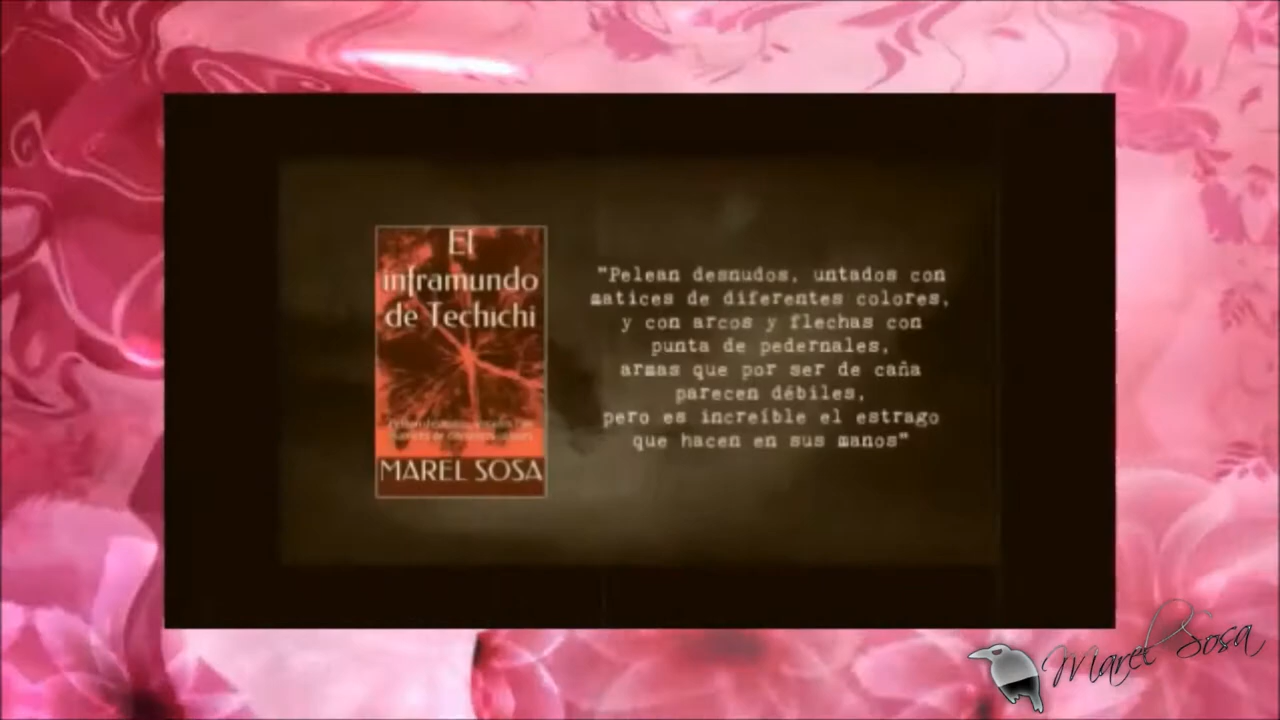 El
inframundo
de Techichi
MAREL SOSA
"Pelean desnudos, untados con
matices de diferentes colores,
y con arcos y flechas con
punta de pedernales,
armas que por ser de caña
parecen débiles,
pero es increíble el estrago
que hacen en sus manos"
Marel Sosa